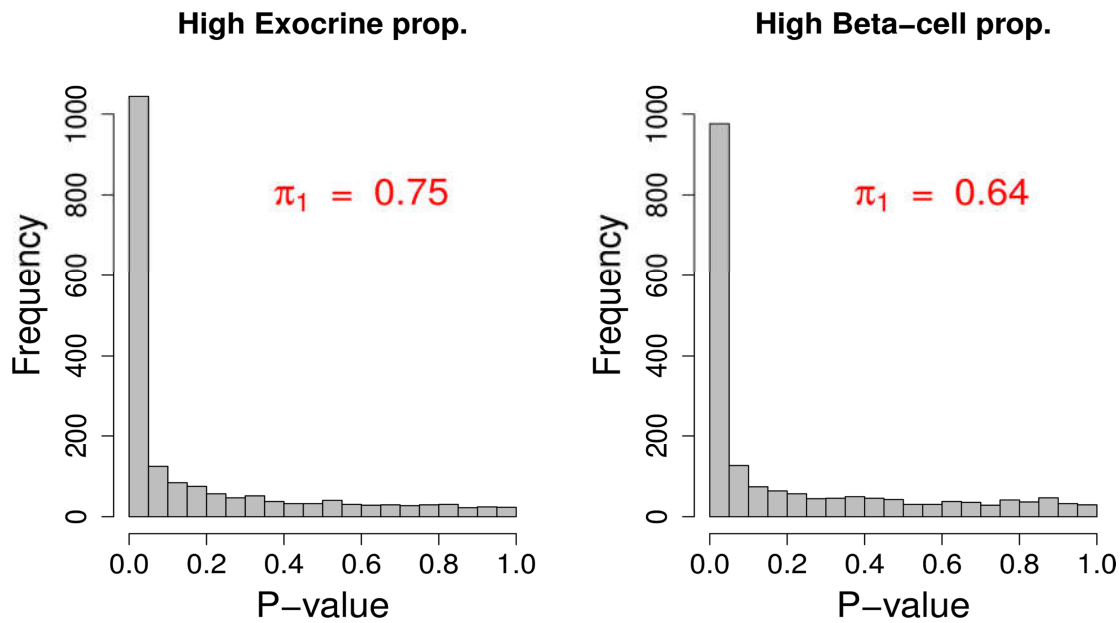 High Exocrine prop.
π1 = 0.75
Frequency
0
200
400
600
800
1000
0.0 0.2 0.4 0.6 0.8 1.0
P−value
High Beta−cell prop.
π1 = 0.64
Frequency
0
200
400
600
800
1000
0.0 0.2 0.4 0.6 0.8 1.0
P−value